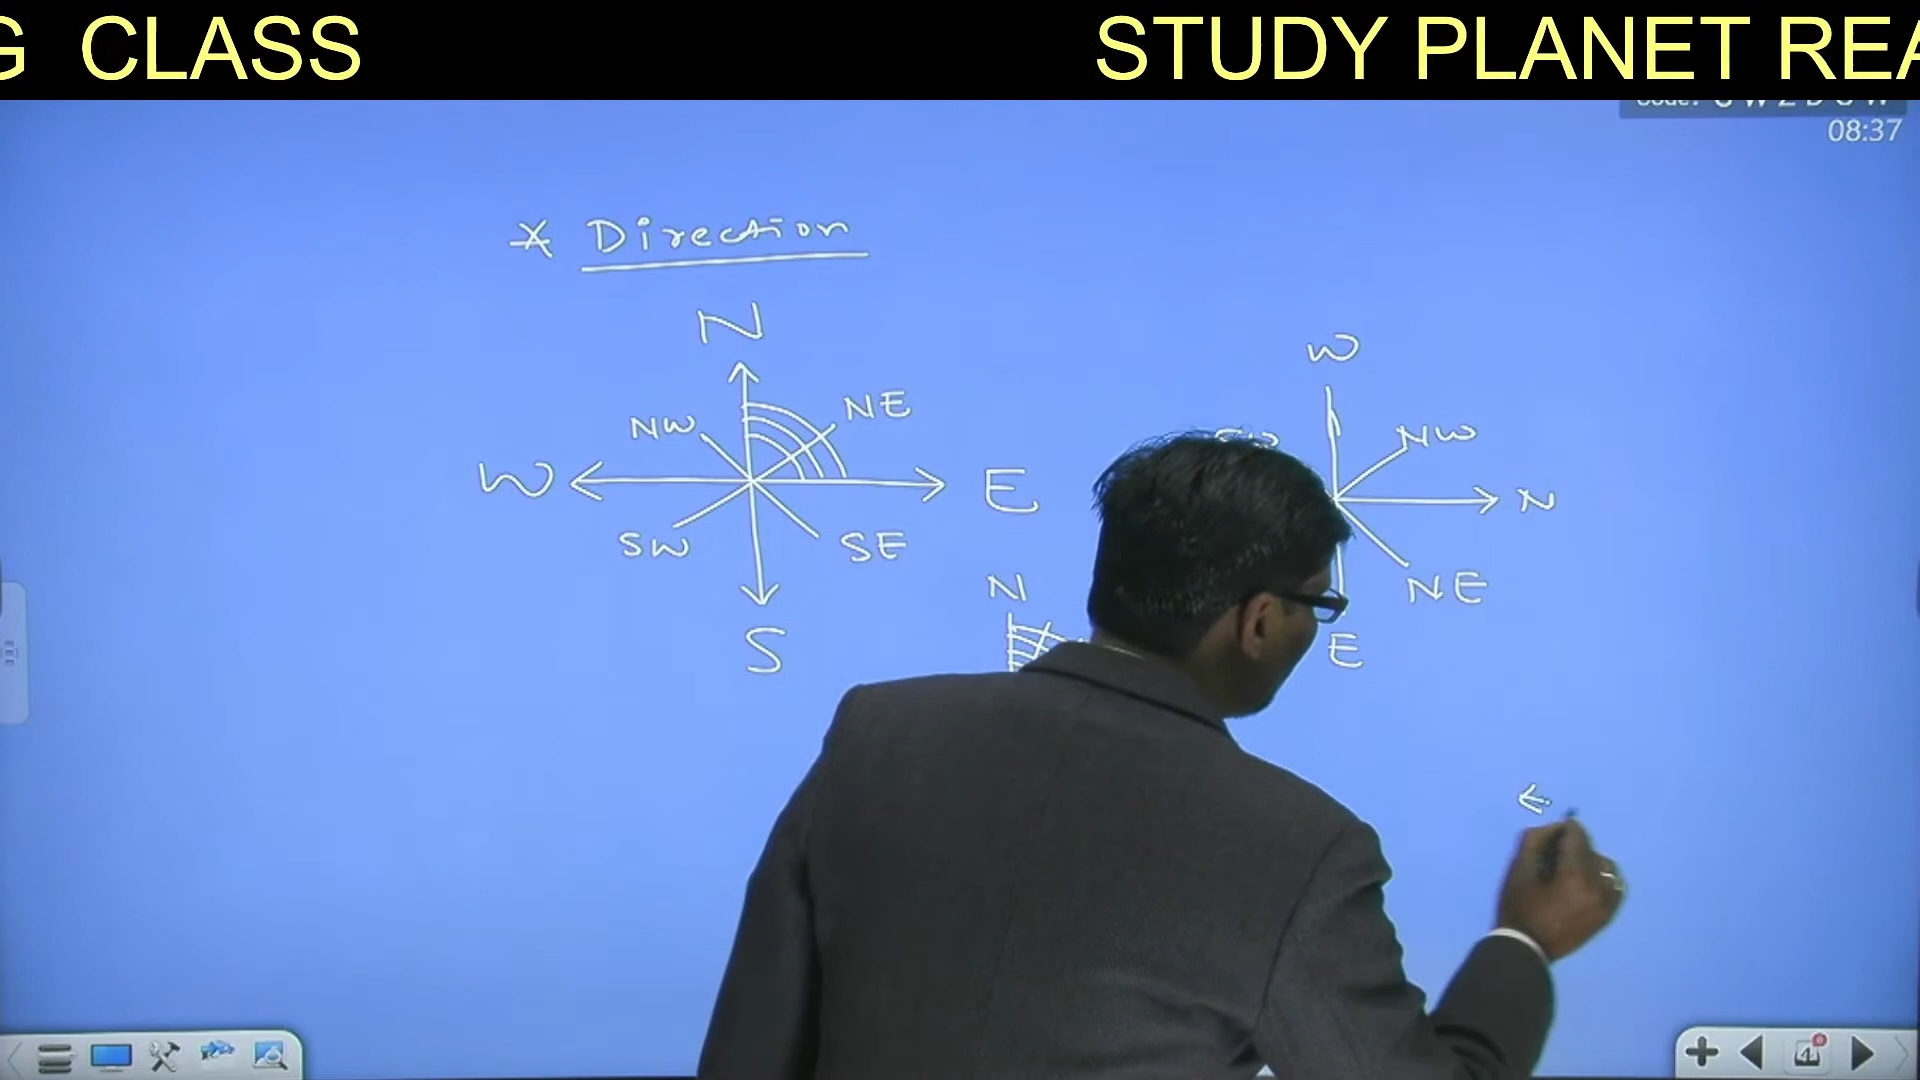 G CLASS STUDY PLANET REA
08:37
* Direction
N
W
NW NE
NW
W E
N
SW SE
N
NE
S
E